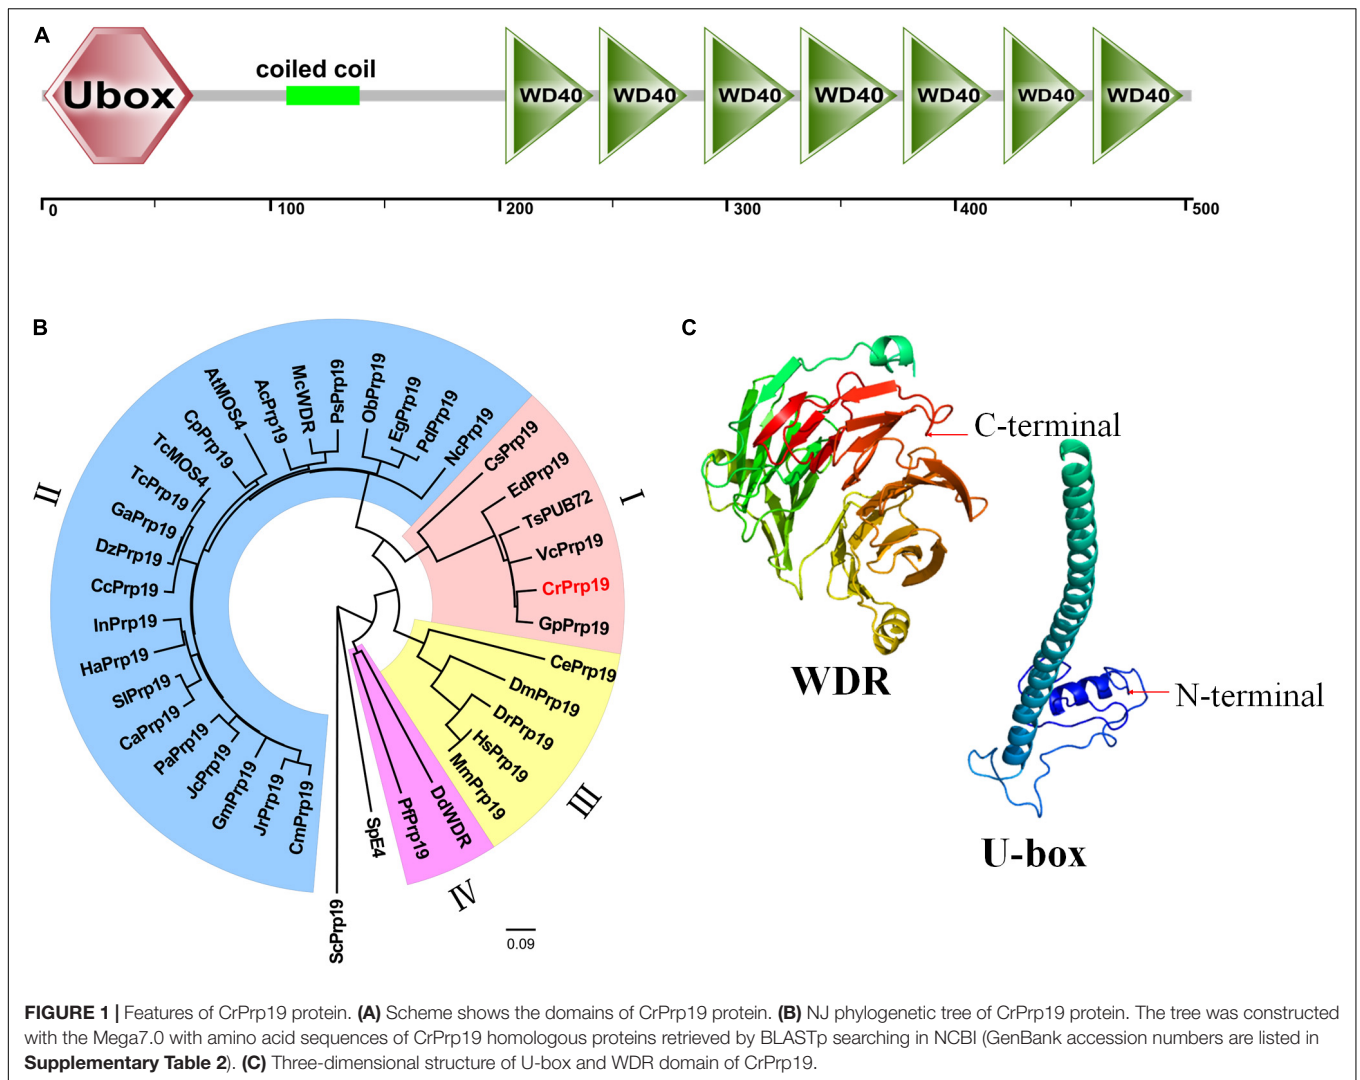 A
Ubox
coiled coil
WD40 WD40 WD40 WD40 WD40 WD40 WD40
0 100 200 300 400 500
B
II
AtMOS4
AcPrp19
McWDR
PsPrp19
ObPrp19
EgPrp19
PdPrp19
NcPrp19
CpPrp19
TcMOS4
TcPrp19
GaPrp19
DzPrp19
CcPrp19
InPrp19
HaPrp19
SlPrp19
CaPrp19
PaPrp19
JcPrp19
GmPrp19
JrPrp19
CmPrp19
I
CsPrp19
EdPrp19
TsPUB72
VcPrp19
CrPrp19
GpPrp19
III
CePrp19
DmPrp19
DrPrp19
HsPrp19
MmPrp19
IV
DdWDR
PfPrp19
SpE4
ScPrp19
0.09
C
C-terminal
WDR
N-terminal
U-box
FIGURE 1 | Features of CrPrp19 protein. (A) Scheme shows the domains of CrPrp19 protein. (B) NJ phylogenetic tree of CrPrp19 protein. The tree was constructed
with the Mega7.0 with amino acid sequences of CrPrp19 homologous proteins retrieved by BLASTp searching in NCBI (GenBank accession numbers are listed in
Supplementary Table 2). (C) Three-dimensional structure of U-box and WDR domain of CrPrp19.